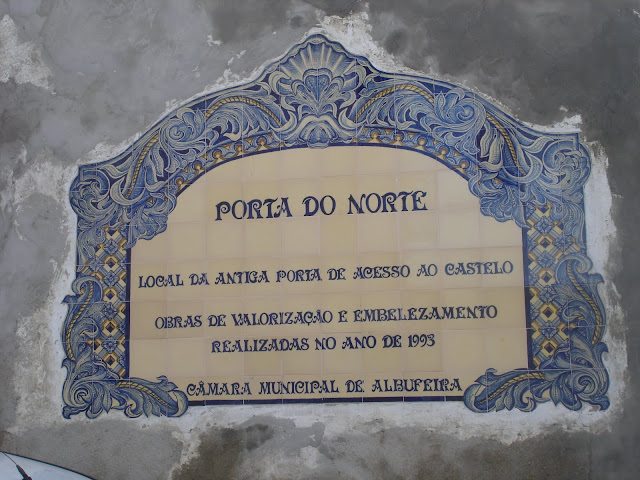 PORTA DO NORTE
LOCAL DA ANTIGA PORTA DE ACESSO AO CASTELO
OBRAS DE VALORIZAÇÃO E EMBELEZAMENTO
REALIZADAS NO ANO DE 1993
CÂMARA MUNICIPAL DE ALBUFEIRA